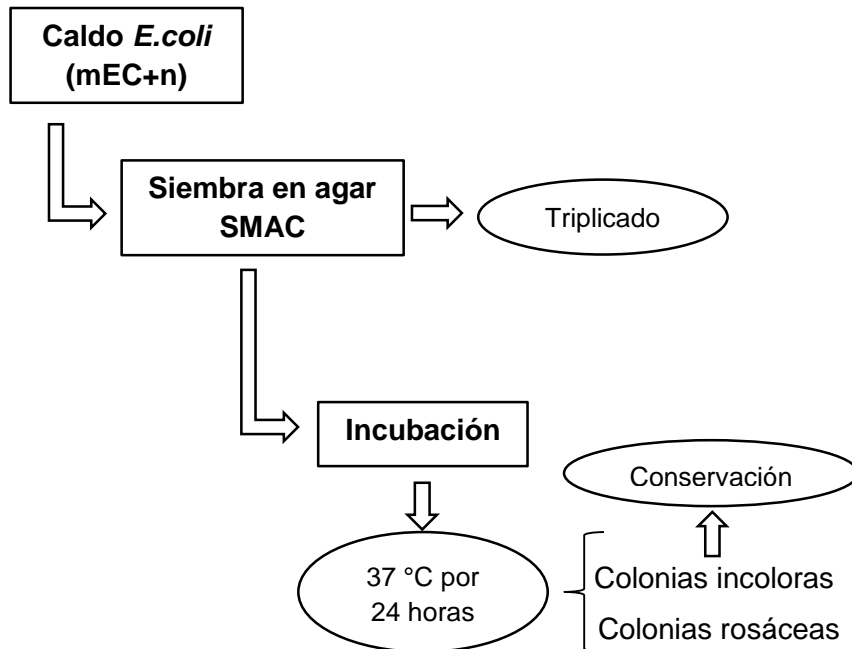 Caldo E.coli
(mEC+n)
Siembra en agar
SMAC
Triplicado
Incubación
Conservación
37 °C por
24 horas
Colonias incoloras
Colonias rosáceas